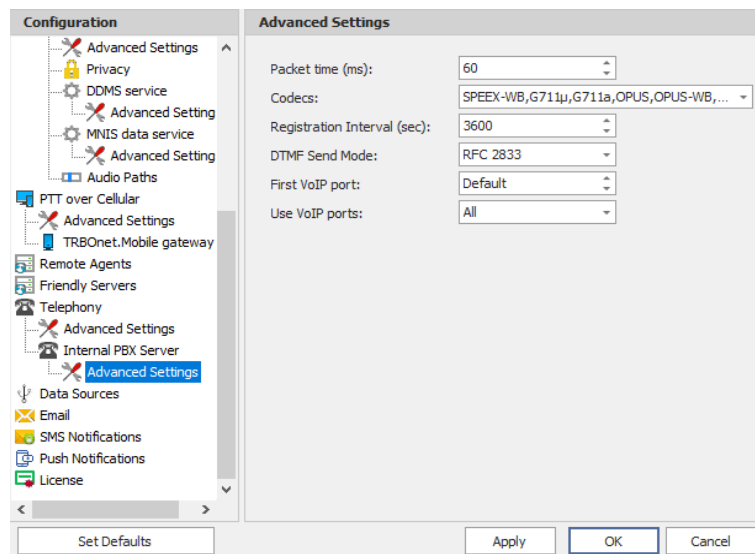 Configuration
Advanced Settings
Privacy
DDMS service
Advanced Setting
MNIS data service
Advanced Setting
Audio Paths
PTT over Cellular
Advanced Settings
TRBOnet.Mobile gateway
Remote Agents
Friendly Servers
Telephony
Advanced Settings
Internal PBX Server
Advanced Settings
Data Sources
Email
SMS Notifications
Push Notifications
License
Set Defaults
Advanced Settings
Packet time (ms): 60
Codecs: SPEEX-WB,G711µ,G711a,OPUS,OPUS-WB,...
Registration Interval (sec): 3600
DTMF Send Mode: RFC 2833
First VoIP port: Default
Use VoIP ports: All
Apply OK Cancel